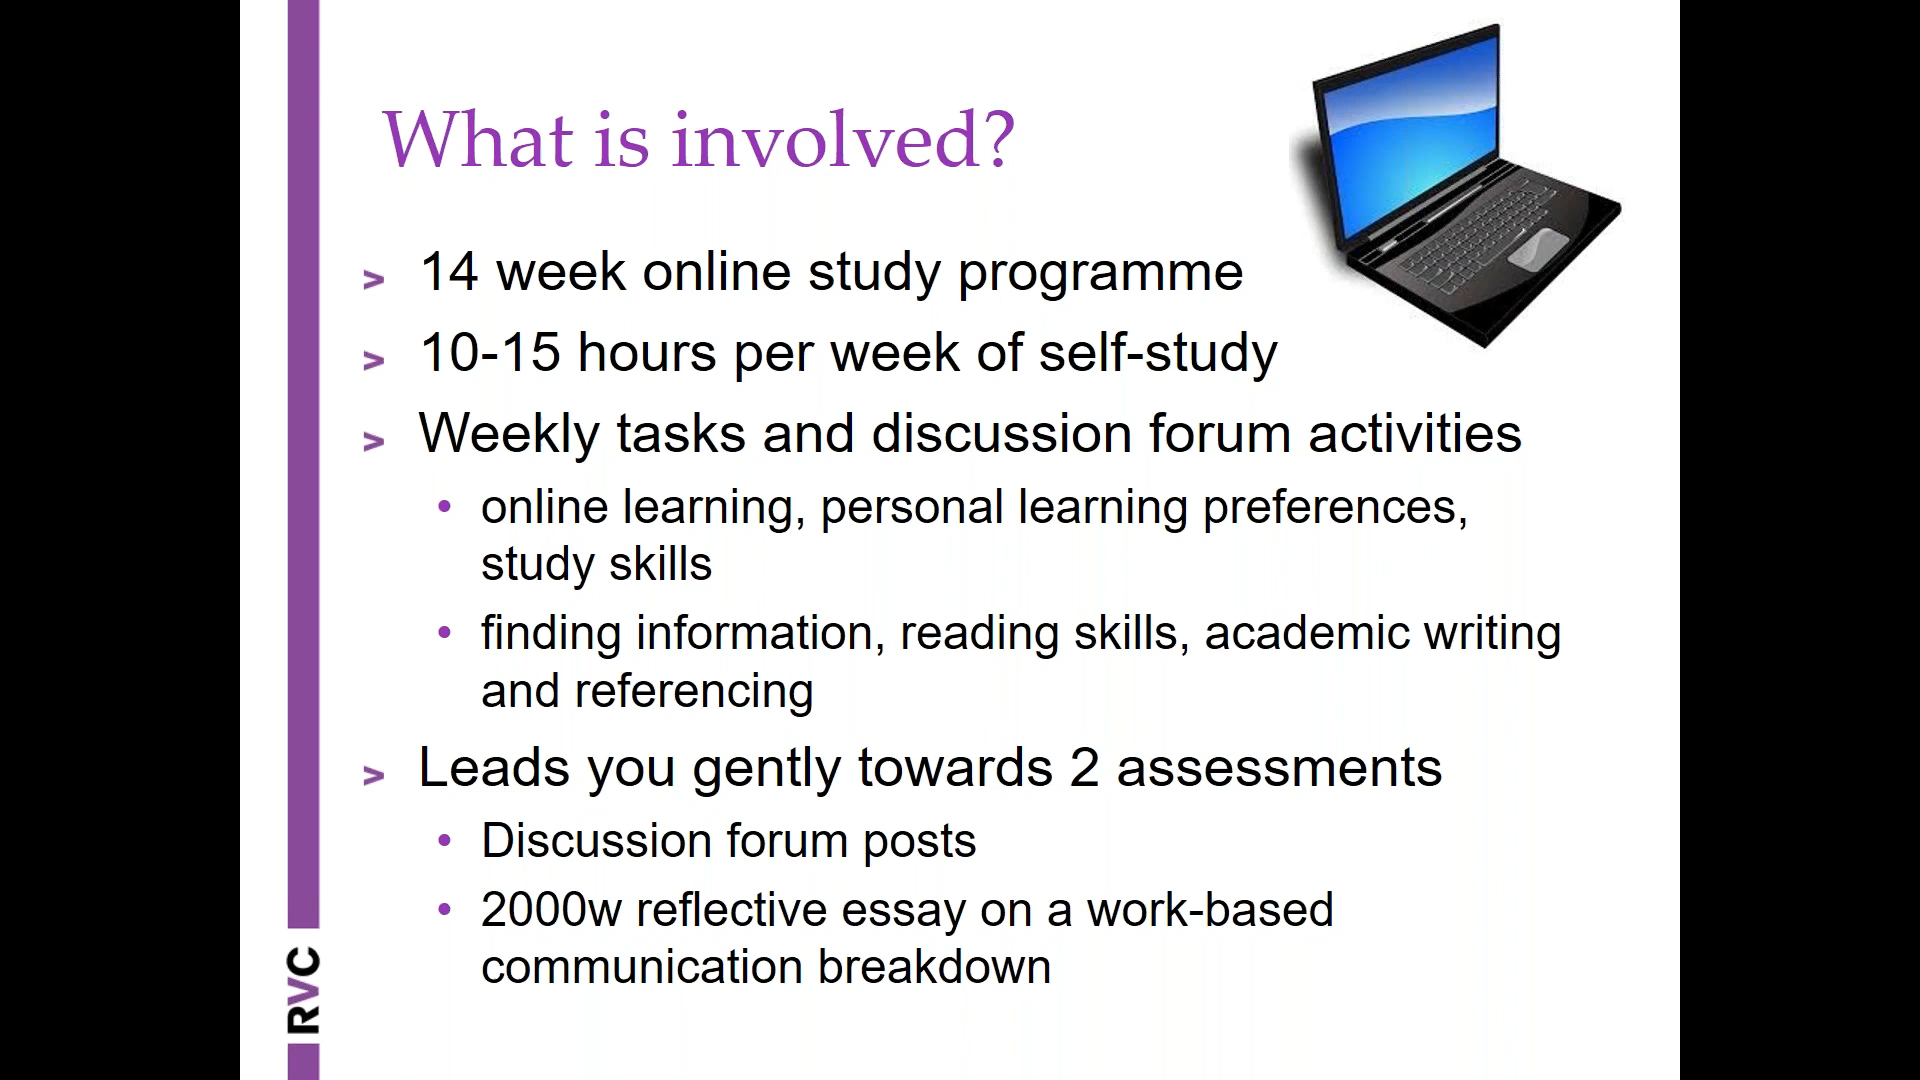 What is involved?
> 14 week online study programme
> 10-15 hours per week of self-study
> Weekly tasks and discussion forum activities
• online learning, personal learning preferences,
study skills
• finding information, reading skills, academic writing
and referencing
> Leads you gently towards 2 assessments
• Discussion forum posts
• 2000w reflective essay on a work-based
communication breakdown
RVC